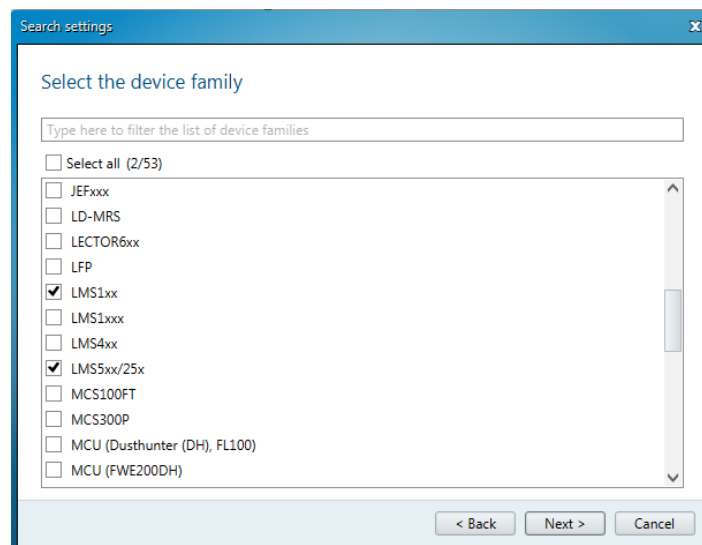 Search settings
Select the device family
Type here to filter the list of device families
Select all (2/53)
JEFxxx
LD-MRS
LECTOR6xx
LFP
LMS1xx
LMS1xxx
LMS4xx
LMS5xx/25x
MCS100FT
MCS300P
MCU (Dusthunter (DH), FL100)
MCU (FWE200DH)
< Back Next > Cancel